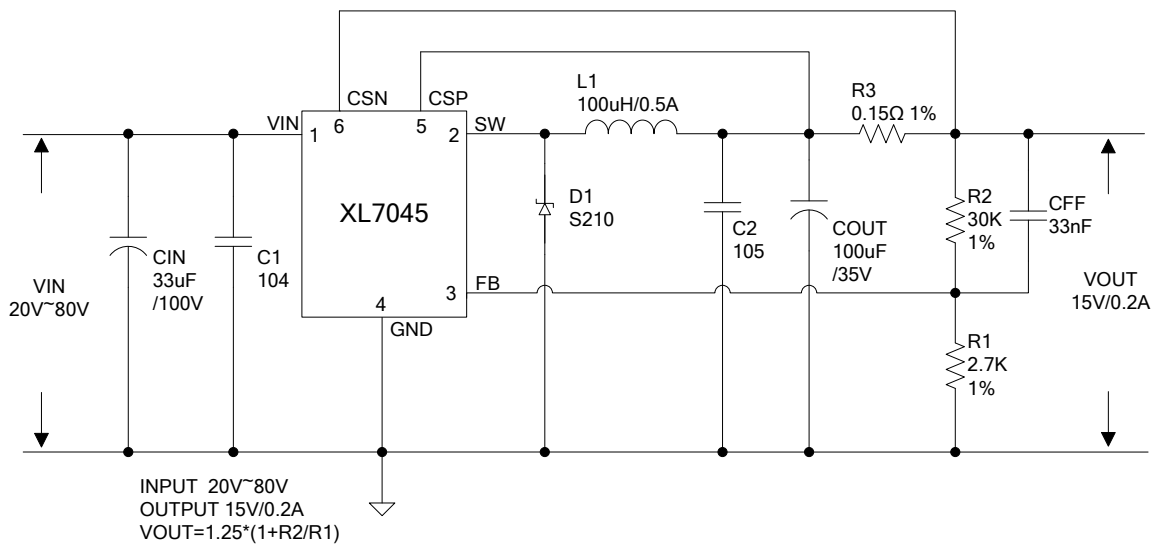 CSN
CSP
L1
100uH/0.5A
R3
0.15Ω 1%
VIN
1
6
5
2
SW
XL7045
D1
S210
C2
105
COUT
100uF
/35V
R2
30K
1%
CFF
33nF
CIN
33uF
/100V
C1
104
VIN
20V~80V
3
FB
4
GND
VOUT
15V/0.2A
R1
2.7K
1%
INPUT 20V~80V
OUTPUT 15V/0.2A
VOUT=1.25*(1+R2/R1)